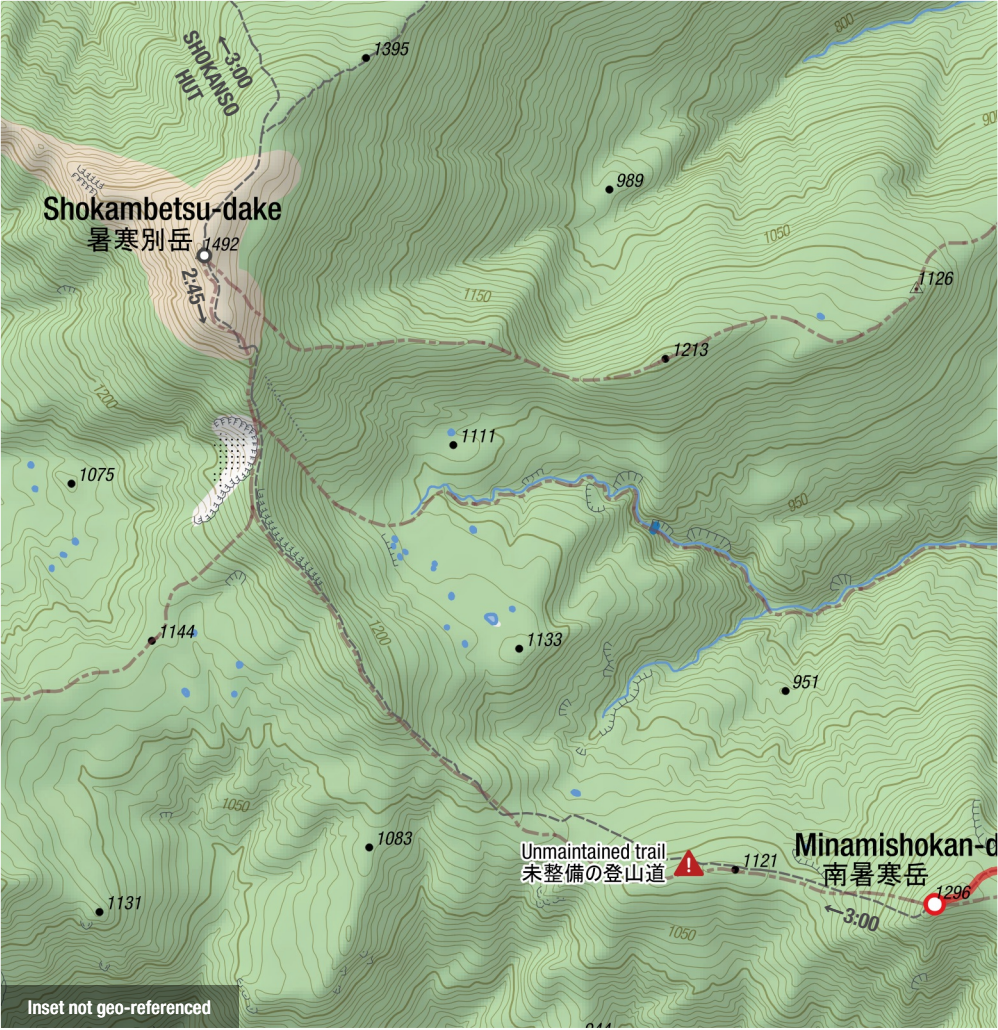 800
1395
←3:00
SHOKANSO
HUT
900
989
Shokambetsu-dake
暑寒別岳
1492
1050
1126
2:45→
1150
1213
1200
1111
1075
950
1144
1200
1133
951
1050
1083
Unmaintained trail
未整備の登山道
1121
Minamishokan-d
南暑寒岳
1296
←3:00
1131
1050
Inset not geo-referenced